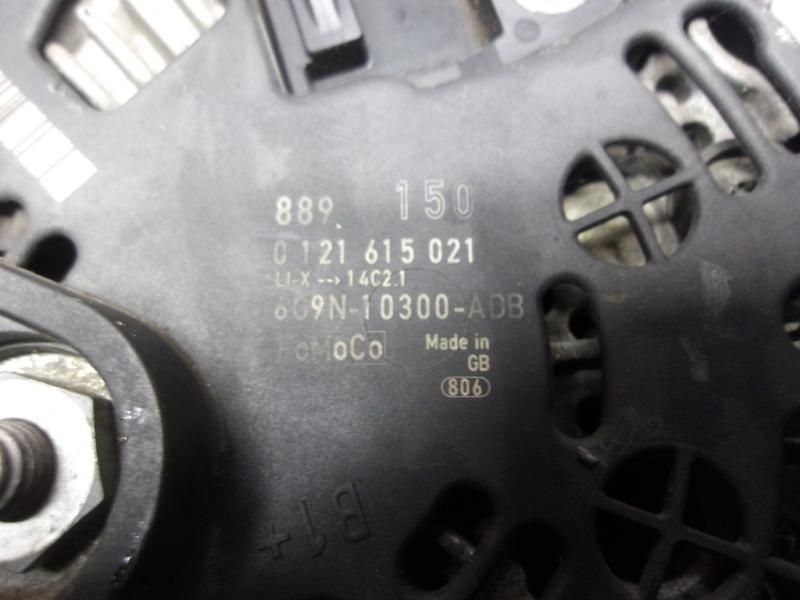 889. 150
0 121 615 021
LI-X --> 14C2.1
6G9N-10300-ADB
FoMoCo Made in
GB
806
B1+